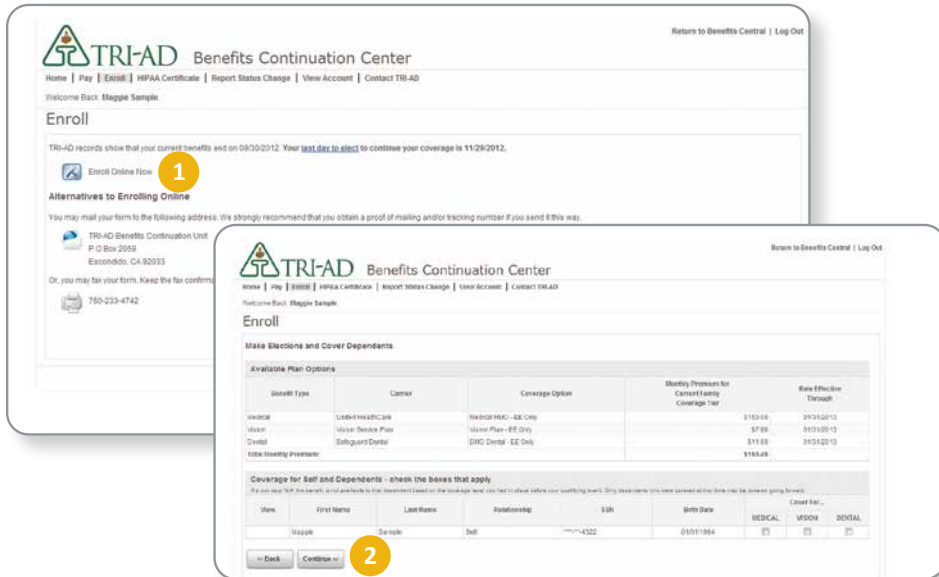 Return to Benefits Central | Log Out
TRI-AD Benefits Continuation Center
Home | Pay | Enroll | HIPAA Certificate | Report Status Change | View Account | Contact TRI-AD
Welcome Back Maggie Sample
Enroll
TRI-AD records show that your current benefits end on 09/30/2012. Your last day to elect to continue your coverage is 11/29/2012.
Enroll Online Now
1
Alternatives to Enrolling Online
You may mail your form to the following address. We strongly recommend that you obtain a proof of mailing and/or tracking number if you send it this way.
TRI-AD Benefits Continuation Unit
P O Box 2059
Escondido, CA 92033
Or, you may fax your form. Keep the fax
760-233-4742
Return to Benefits Central | Log Out
TRI-AD Benefits Continuation Center
Home | Pay | Enroll | HIPAA Certificate | Report Status Change | View Account | Contact TRI-AD
Welcome Back Maggie Sample
Enroll
Make Elections and Cover Dependents
Available Plan Options
Benefit Type Carrier Coverage Option Monthly Premium for Current Family Coverage Tier Rate Effective Through
Medical United HealthCare Medical HMO - EE Only 01/31/2013
Vision Vision Service Plan Vision Plan - EE Only 01/31/2013
Dental Safeguard Dental DMO Dental - EE Only 01/31/2013
Total Monthly Premium:
Coverage for Self and Dependents - check the boxes that apply
Cover For...
View First Name Last Name Relationship SSN Birth Date MEDICAL VISION DENTAL
Maggie Sample Self ***-**-4322
<< Back Continue >>
2